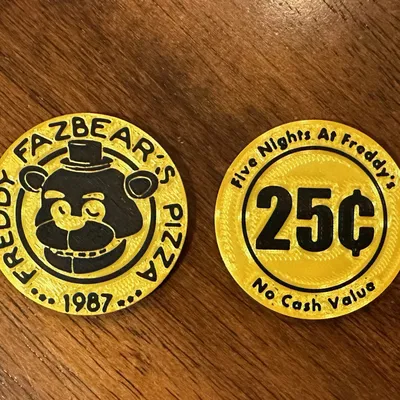 FREDDY FAZBEAR'S PIZZA
••• 1987 •••
Five Nights At Freddy's
25¢
No Cash Value